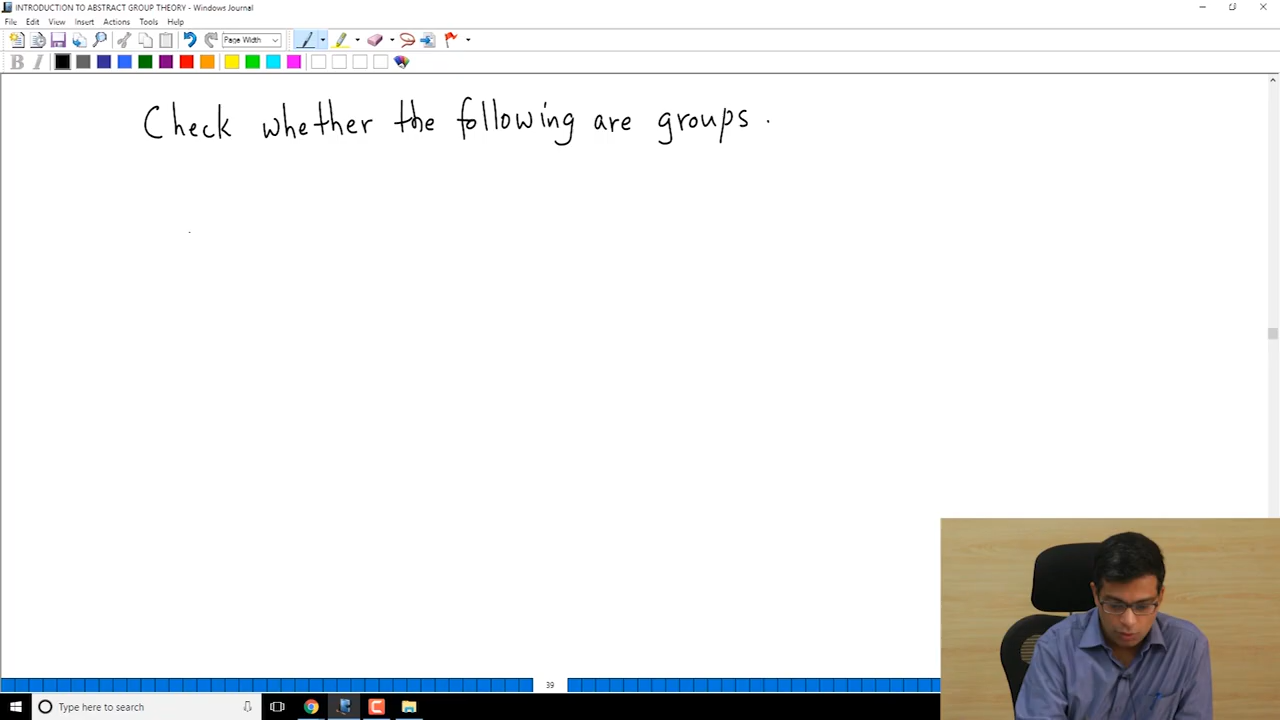 INTRODUCTION TO ABSTRACT GROUP THEORY - Windows Journal
File Edit View Insert Actions Tools Help
Page Width
B I
Check whether the following are groups.
39
Type here to search